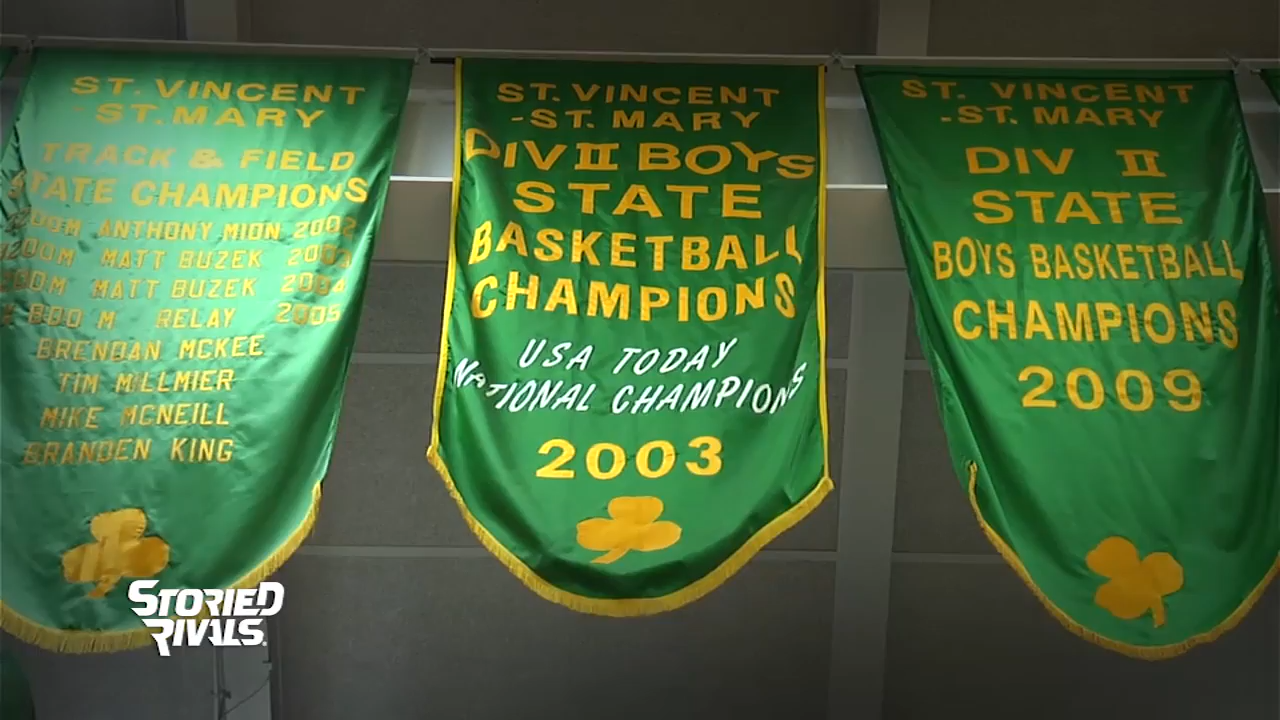 ST. VINCENT
-ST. MARY
TRACK & FIELD
STATE CHAMPIONS
ANTHONY MION 2002
MATT BUZEK
MATT BUZEK
800 M RELAY 2005
BRENDAN MCKEE
TIM MILLMIER
MIKE MCNEILL
BRANDEN KING
ST. VINCENT
-ST. MARY
DIV II BOYS
STATE
BASKETBALL
CHAMPIONS
USA TODAY
NATIONAL CHAMPIONS
2003
ST. VINCENT
-ST. MARY
DIV II
STATE
BOYS BASKETBALL
CHAMPIONS
2009
STORIED
RIVALS